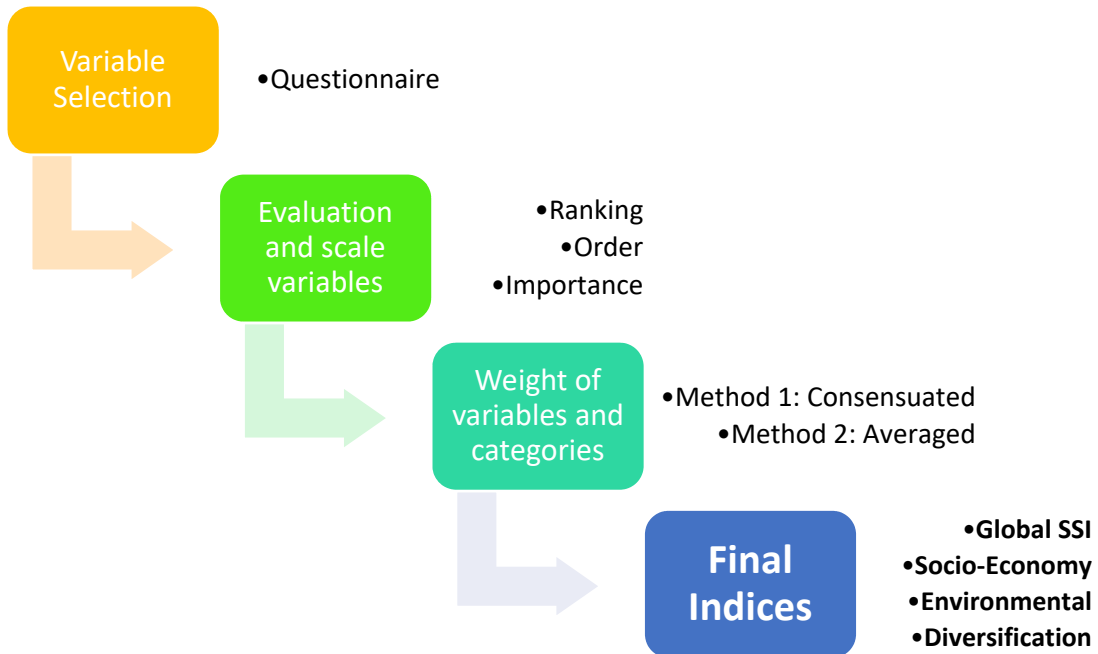 Variable
Selection
•Questionnaire
Evaluation
and scale
variables
•Ranking
•Order
•Importance
Weight of
variables and
categories
•Method 1: Consensuated
•Method 2: Averaged
Final
Indices
•Global SSI
•Socio-Economy
•Environmental
•Diversification